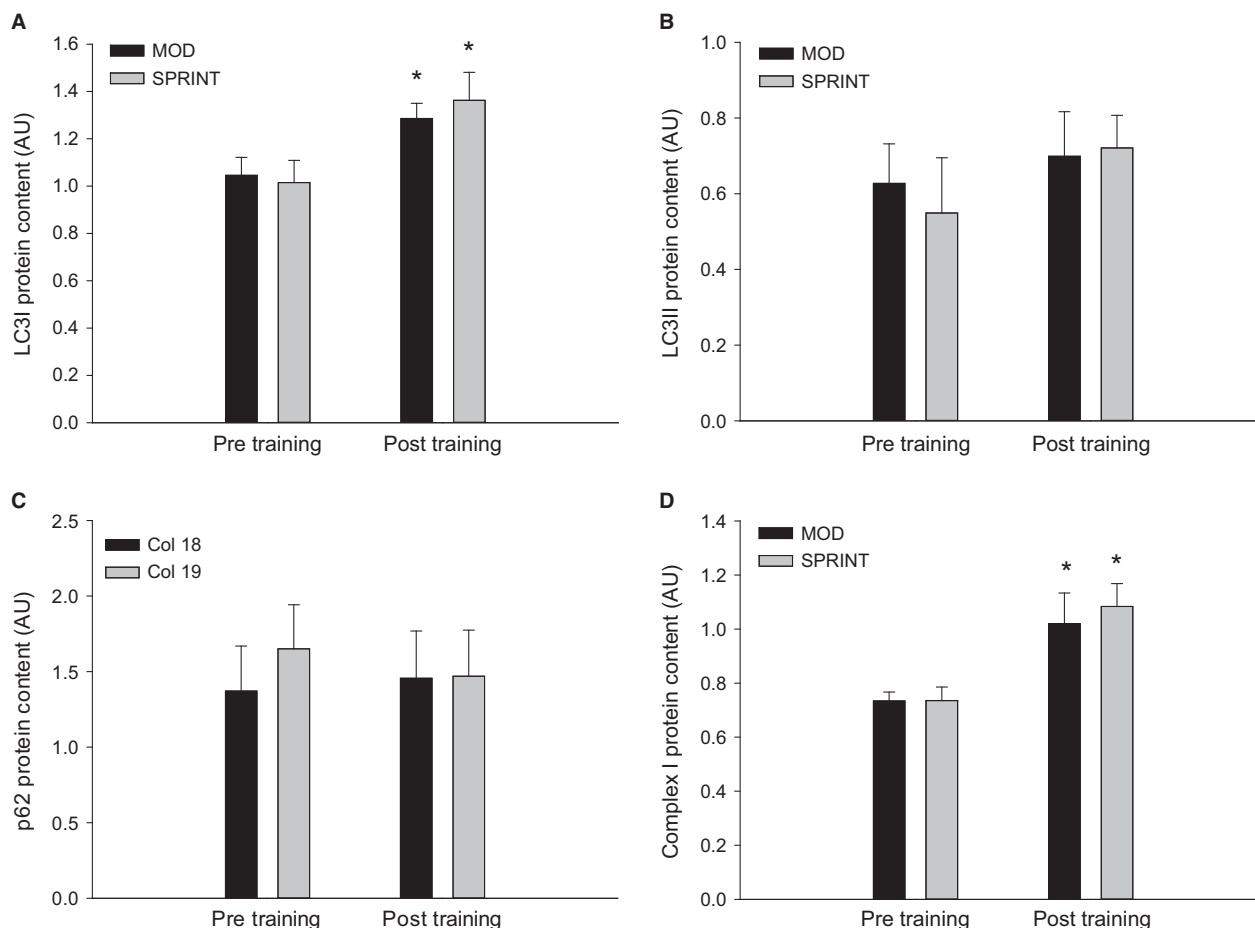 A
LC3I protein content (AU)
1.6
1.4
1.2
1.0
0.8
0.6
0.4
0.2
0.0
MOD
SPRINT
*
*
Pre training
Post training
B
LC3II protein content (AU)
1.0
0.8
0.6
0.4
0.2
0.0
MOD
SPRINT
Pre training
Post training
C
p62 protein content (AU)
2.5
2.0
1.5
1.0
0.5
0.0
Col 18
Col 19
Pre training
Post training
D
Complex I protein content (AU)
1.4
1.2
1.0
0.8
0.6
0.4
0.2
0.0
MOD
SPRINT
*
*
Pre training
Post training